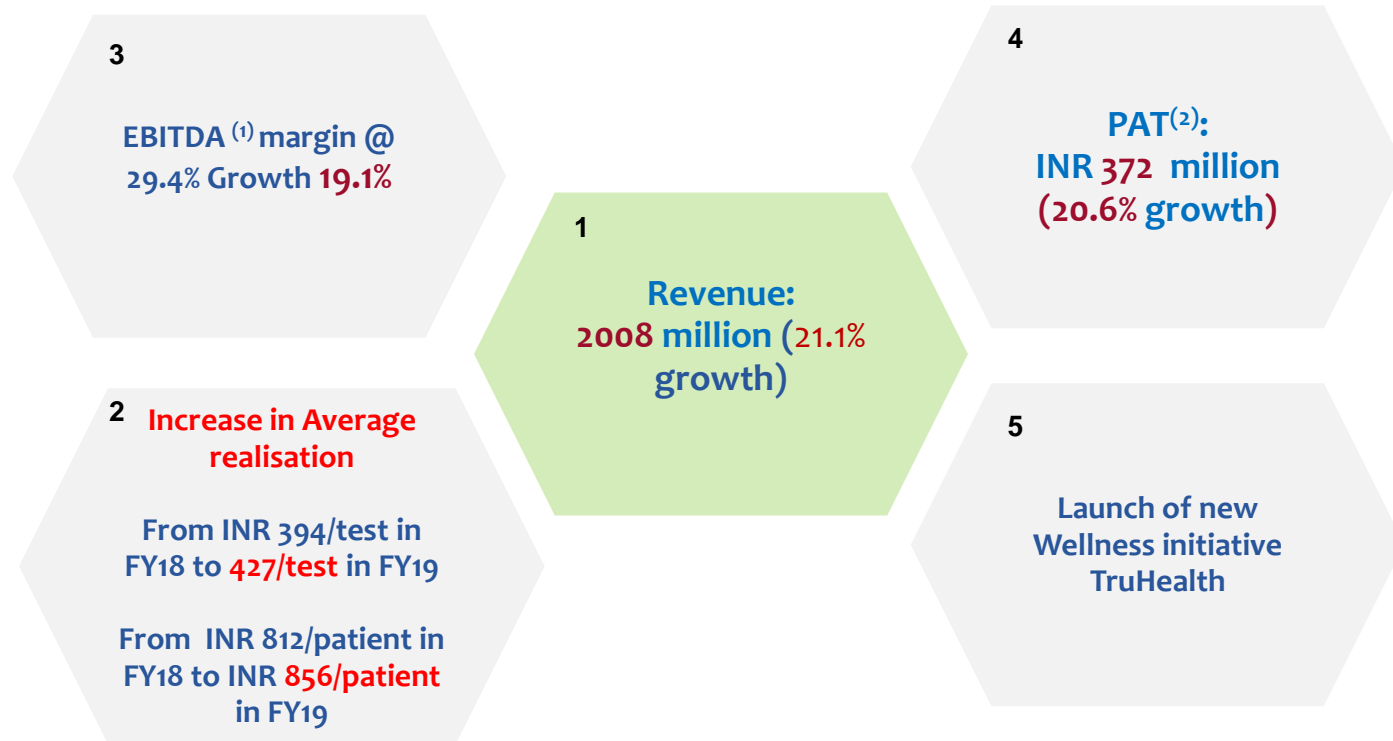 1
Revenue:
2008 million (21.1%
growth)
2
Increase in Average
realisation
From INR 394/test in
FY18 to 427/test in FY19
From INR 812/patient in
FY18 to INR 856/patient
in FY19
3
EBITDA (1) margin @
29.4% Growth 19.1%
4
PAT(2):
INR 372 million
(20.6% growth)
5
Launch of new
Wellness initiative
TruHealth